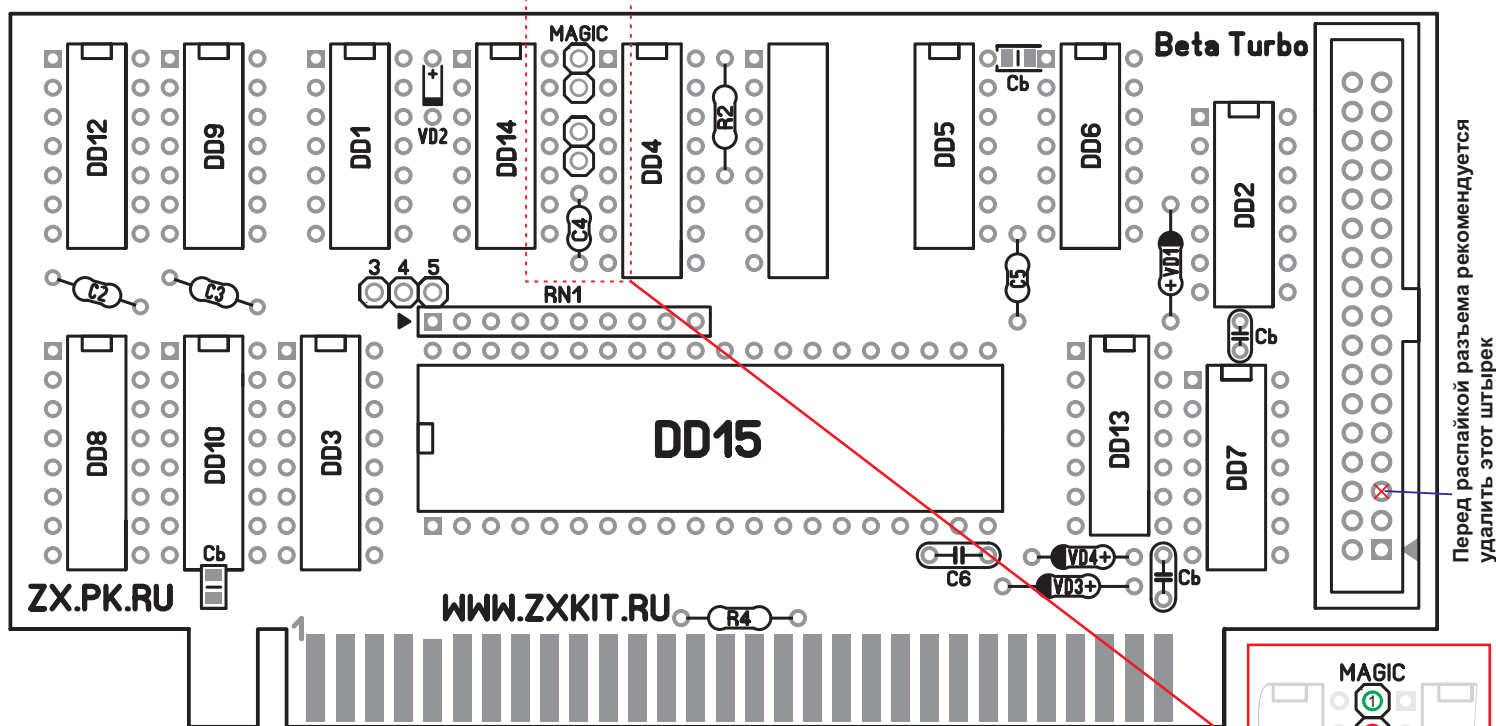 MAGIC
Beta Turbo
DD12
DD9
DD1
+
VD2
DD14
C4
DD4
R2
DD5
Cb
DD6
DD2
+VD1
C5
C2
C3
3 4 5
RN1
Cb
DD8
DD10
DD3
DD15
DD13
DD7
Cb
C6
VD4+
VD3+
Cb
ZX.PK.RU
WWW.ZXKIT.RU
R4
1
Перед распайкой разъема рекомендуется
удалить этот штырек
MAGIC
1